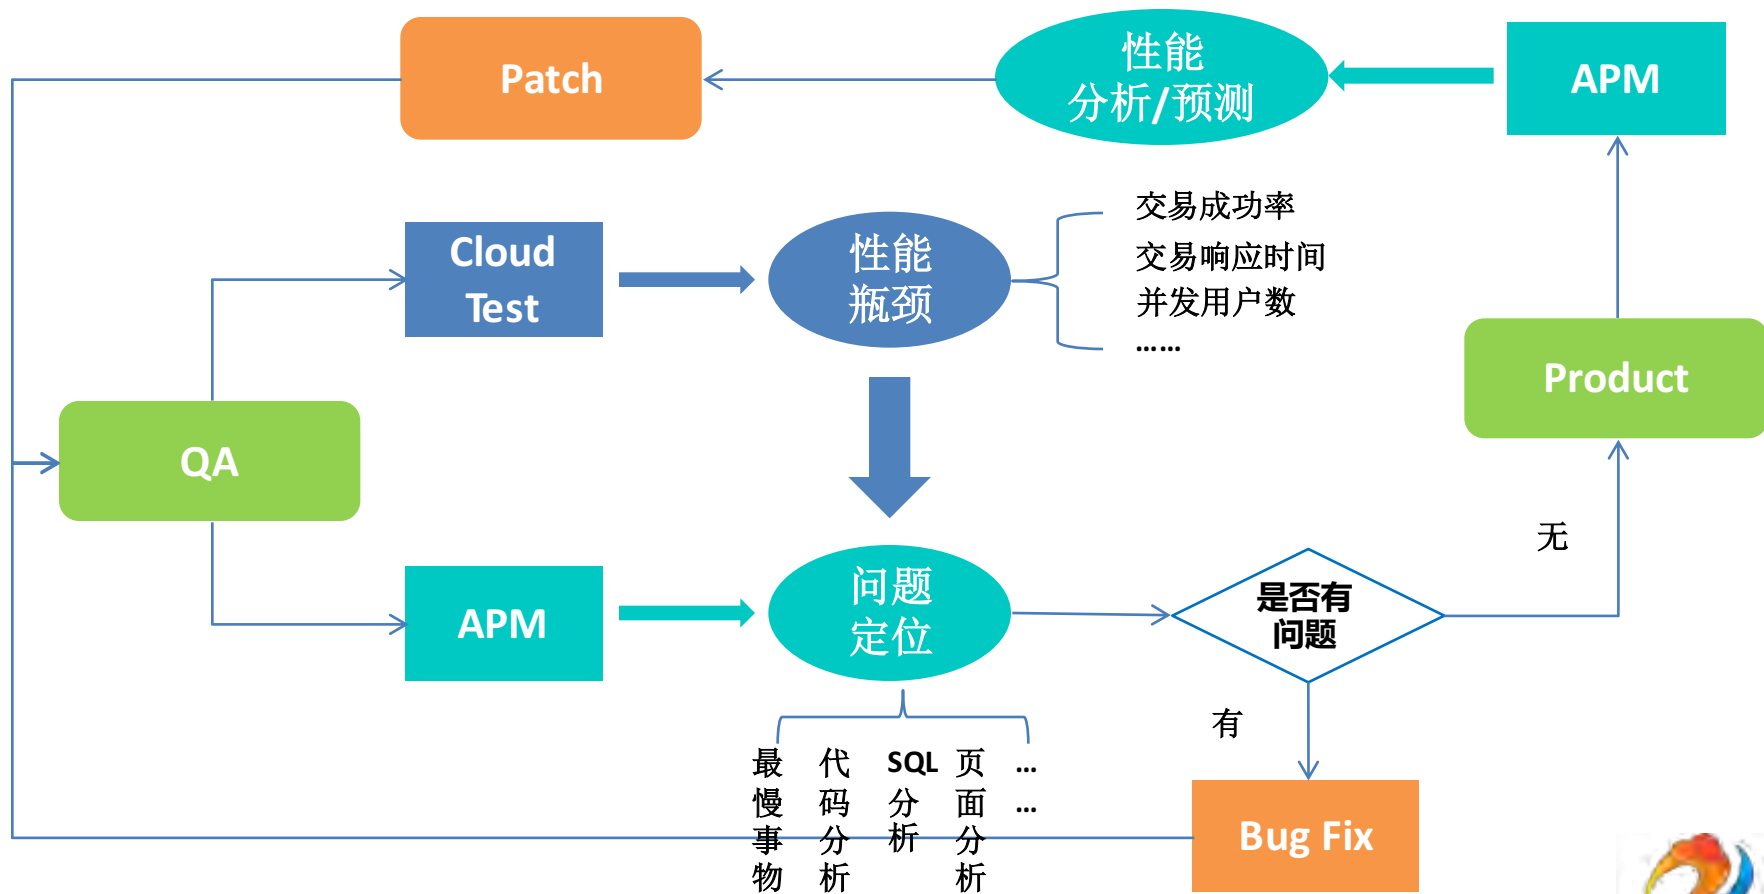 Patch
性能
分析/预测
APM
Cloud
Test
性能
瓶颈
交易成功率
交易响应时间
并发用户数
……
Product
QA
无
APM
问题
定位
是否有
问题
有
最慢事物
代码分析
SQL分析
页面分析
……
Bug Fix